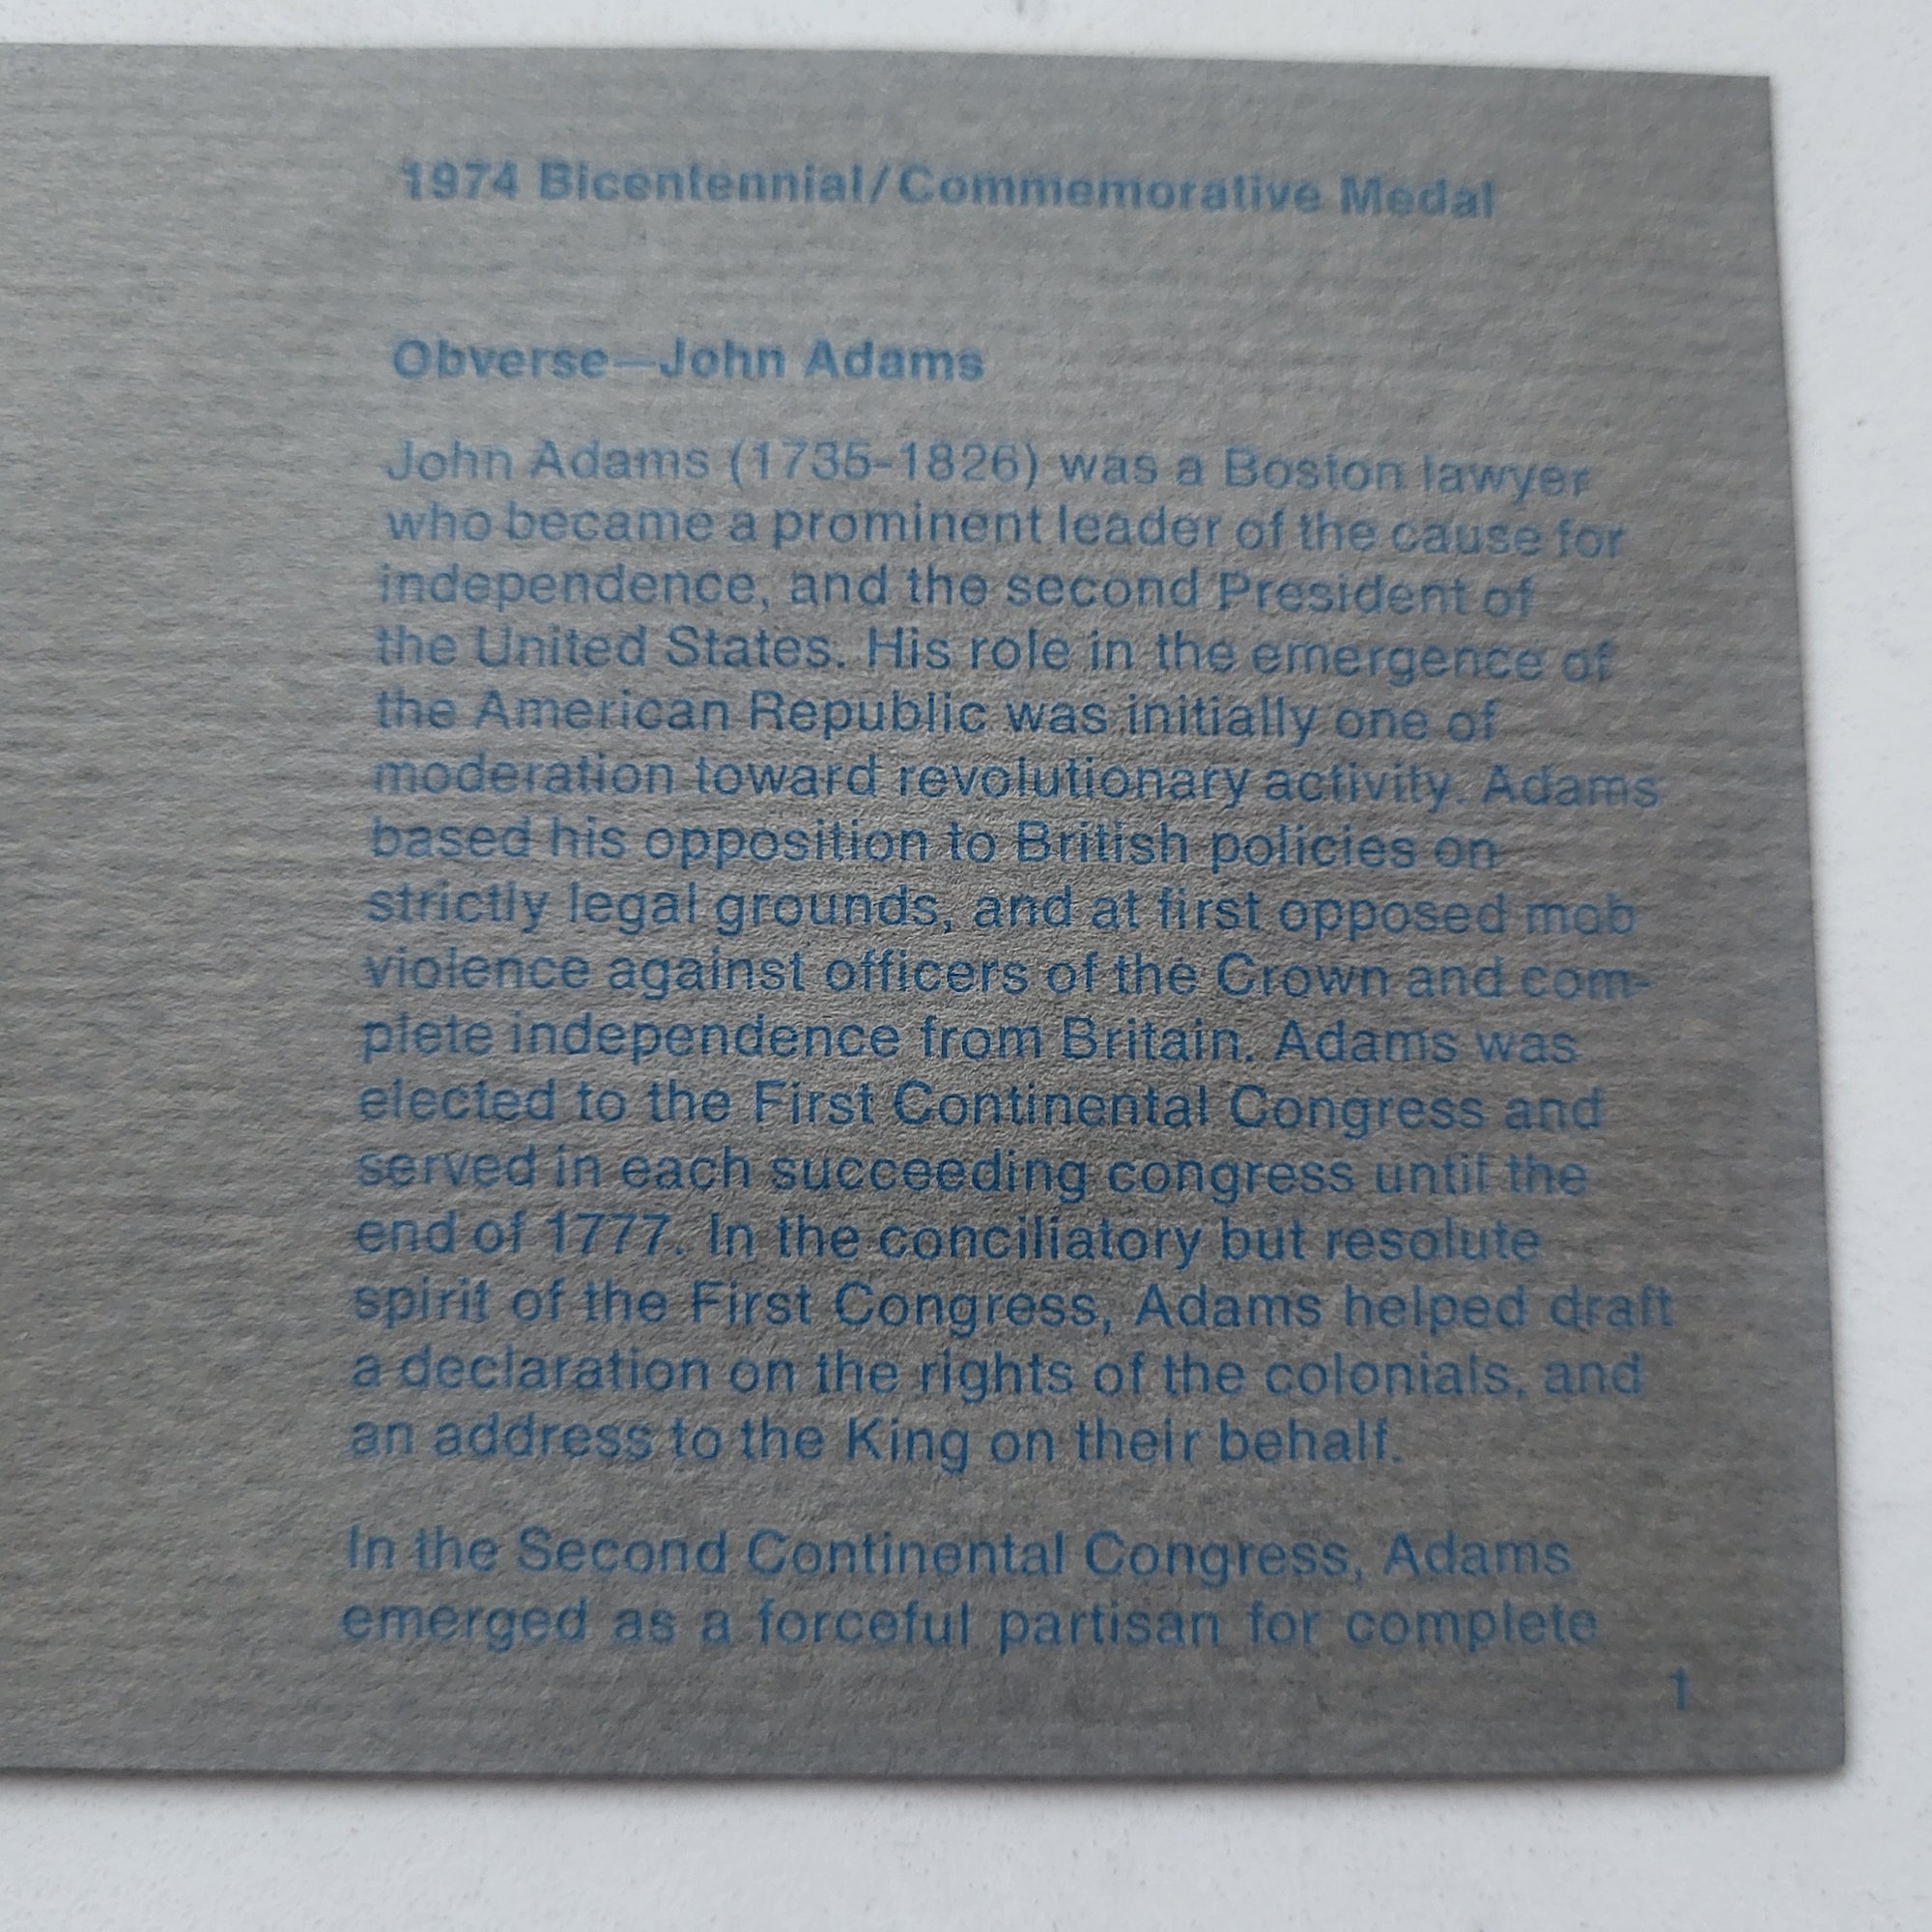 1974 Bicentennial/Commemorative Medal
Obverse—John Adams
John Adams (1735-1826) was a Boston lawyer
who became a prominent leader of the cause for
independence, and the second President of
the United States. His role in the emergence of
the American Republic was initially one of
moderation toward revolutionary activity. Adams
based his opposition to British policies on
strictly legal grounds, and at first opposed mob
violence against officers of the Crown and com-
plete independence from Britain. Adams was
elected to the First Continental Congress and
served in each succeeding congress until the
end of 1777. In the conciliatory but resolute
spirit of the First Congress, Adams helped draft
a declaration on the rights of the colonials, and
an address to the King on their behalf.
In the Second Continental Congress, Adams
emerged as a forceful partisan for complete
1